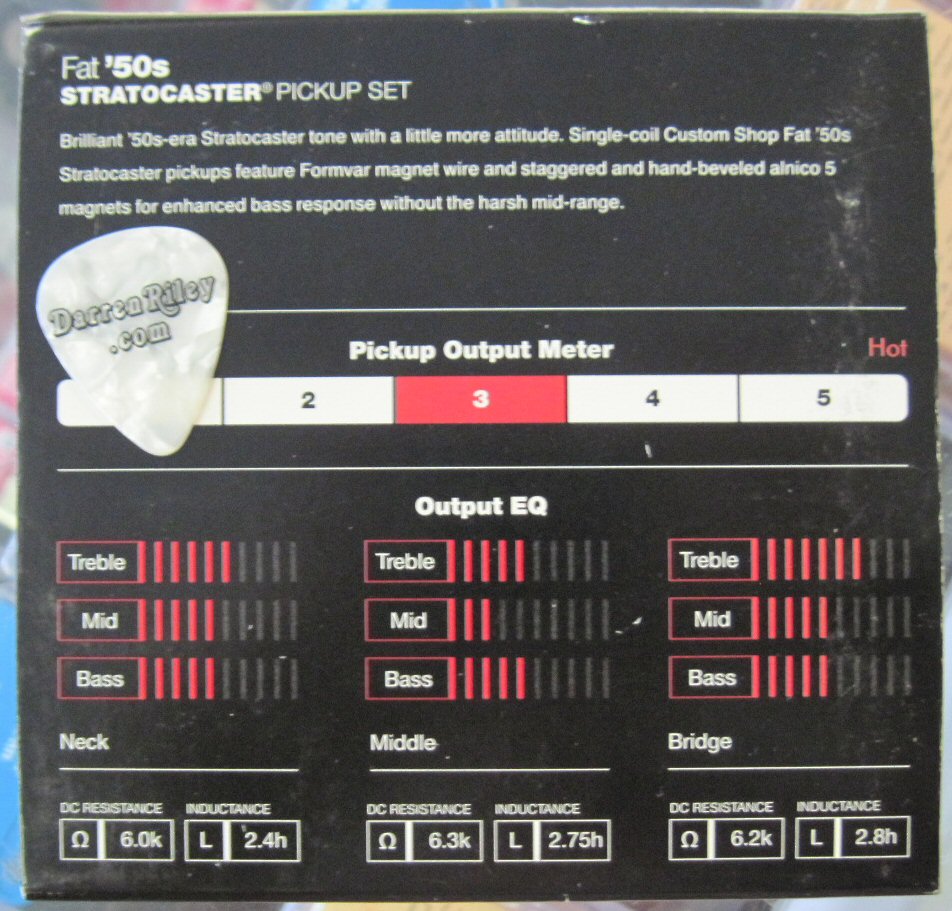 Fat '50s
STRATOCASTER® PICKUP SET
Brilliant '50s-era Stratocaster tone with a little more attitude. Single-coil Custom Shop Fat '50s
Stratocaster pickups feature Formvar magnet wire and staggered and hand-beveled alnico 5
magnets for enhanced bass response without the harsh mid-range.
DarrenRiley
.com
Pickup Output Meter Hot
2 3 4 5
Output EQ
Treble Treble Treble
Mid Mid Mid
Bass Bass Bass
Neck Middle Bridge
DC RESISTANCE INDUCTANCE DC RESISTANCE INDUCTANCE DC RESISTANCE INDUCTANCE
Ω 6.0k L 2.4h Ω 6.3k L 2.75h Ω 6.2k L 2.8h